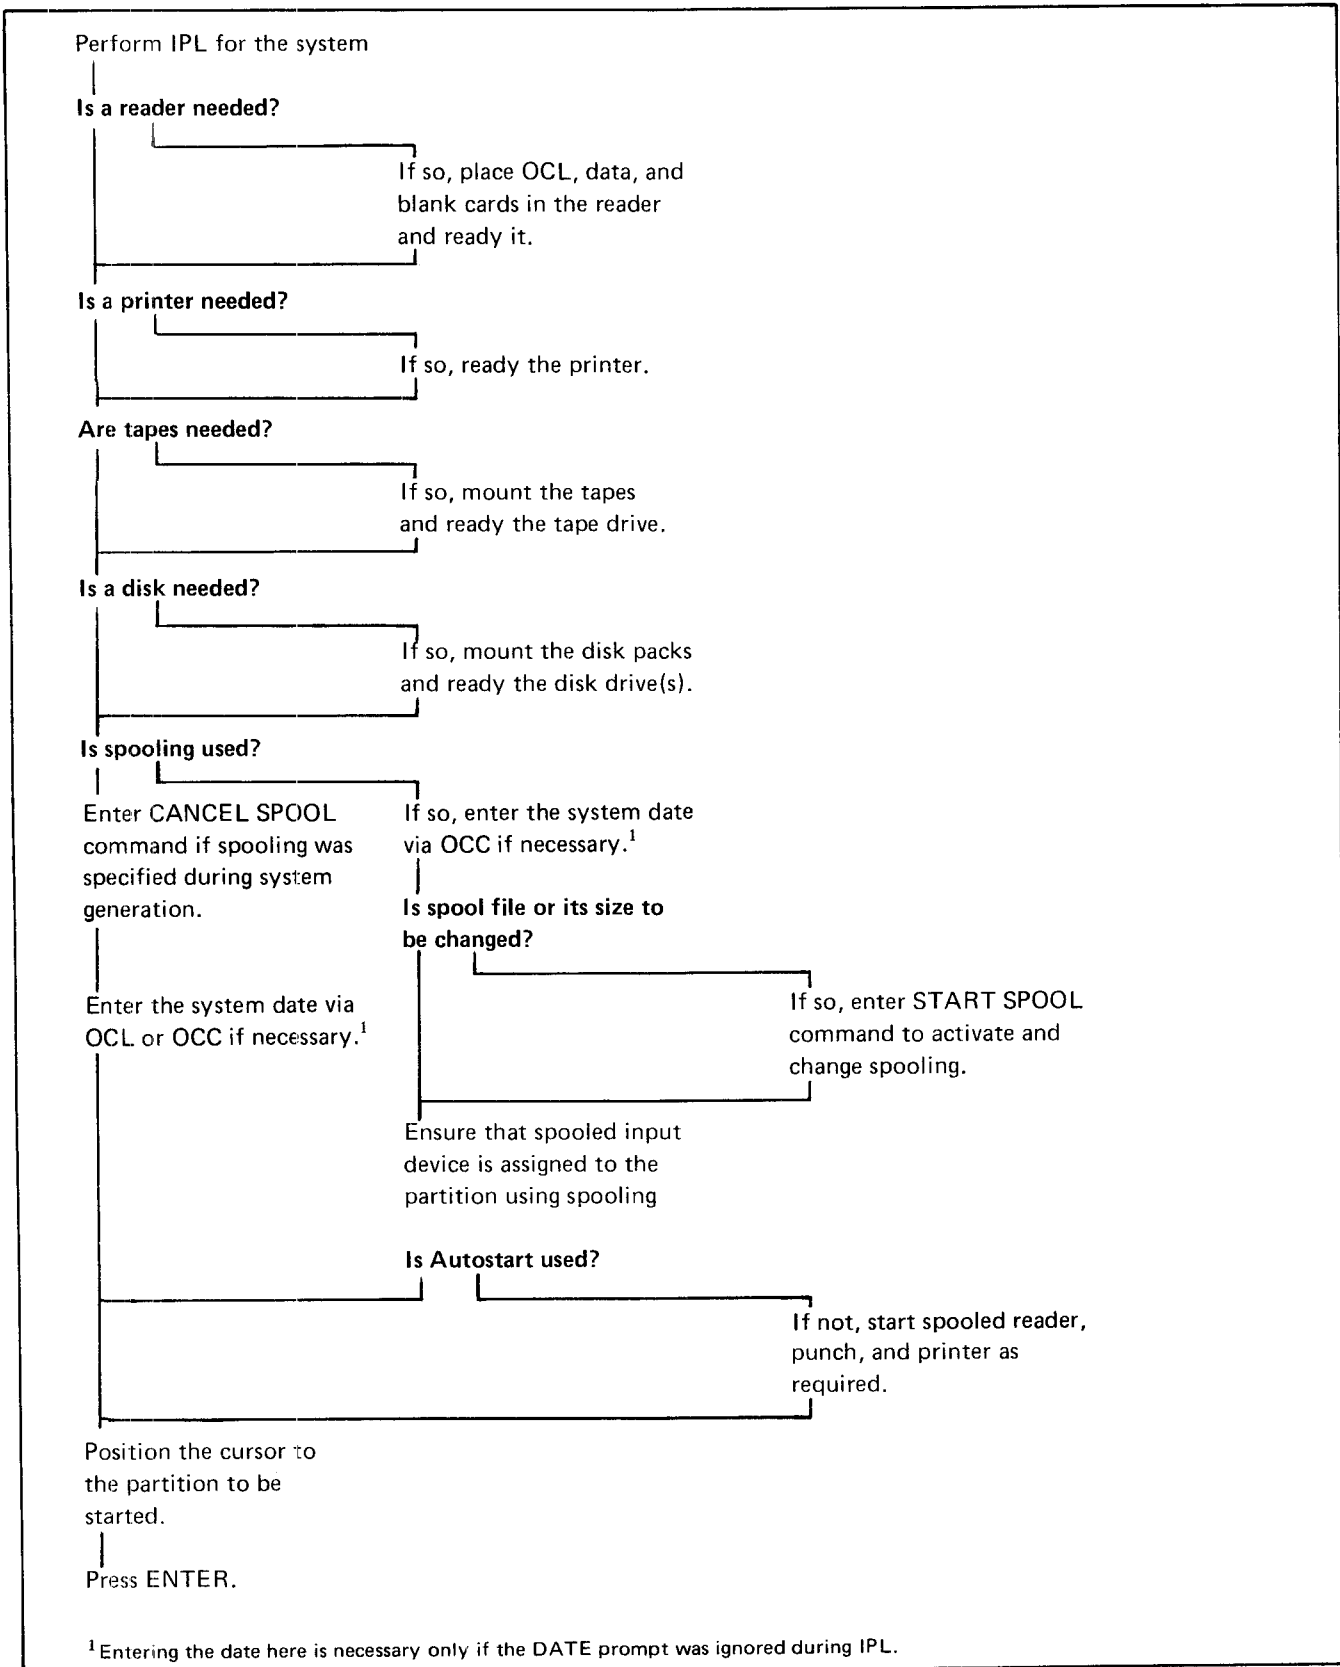 Perform IPL for the system
Is a reader needed?
If so, place OCL, data, and
blank cards in the reader
and ready it.
Is a printer needed?
If so, ready the printer.
Are tapes needed?
If so, mount the tapes
and ready the tape drive.
Is a disk needed?
If so, mount the disk packs
and ready the disk drive(s).
Is spooling used?
Enter CANCEL SPOOL
command if spooling was
specified during system
generation.
Enter the system date via
OCL or OCC if necessary.¹
If so, enter the system date
via OCC if necessary.¹
Is spool file or its size to
be changed?
If so, enter START SPOOL
command to activate and
change spooling.
Ensure that spooled input
device is assigned to the
partition using spooling
Is Autostart used?
If not, start spooled reader,
punch, and printer as
required.
Position the cursor to
the partition to be
started.
Press ENTER.
¹ Entering the date here is necessary only if the DATE prompt was ignored during IPL.